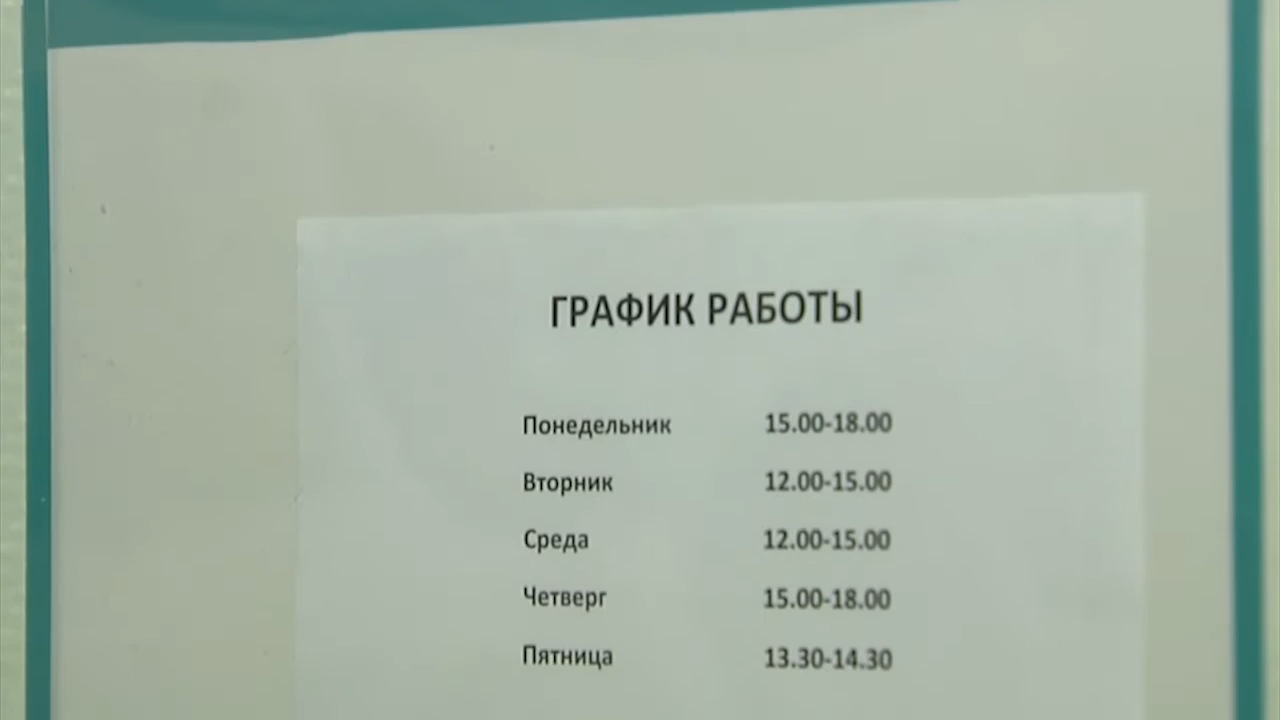 ГРАФИК РАБОТЫ
Понедельник 15.00-18.00
Вторник 12.00-15.00
Среда 12.00-15.00
Четверг 15.00-18.00
Пятница 13.30-14.30